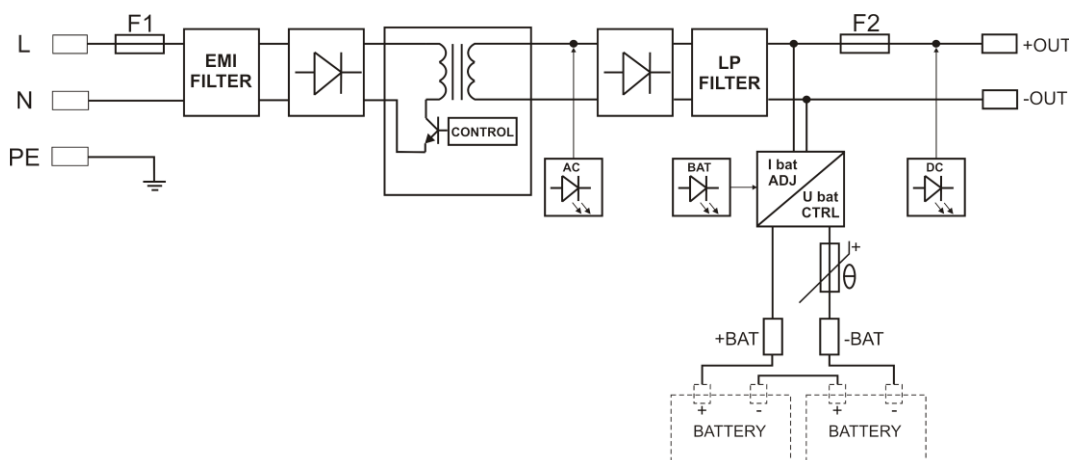 L
F1
EMI
FILTER
CONTROL
LP
FILTER
F2
+OUT
N
-OUT
PE
AC
BAT
I bat
ADJ
U bat
CTRL
DC
I+
θ
+BAT
-BAT
+ - + -
BATTERY BATTERY